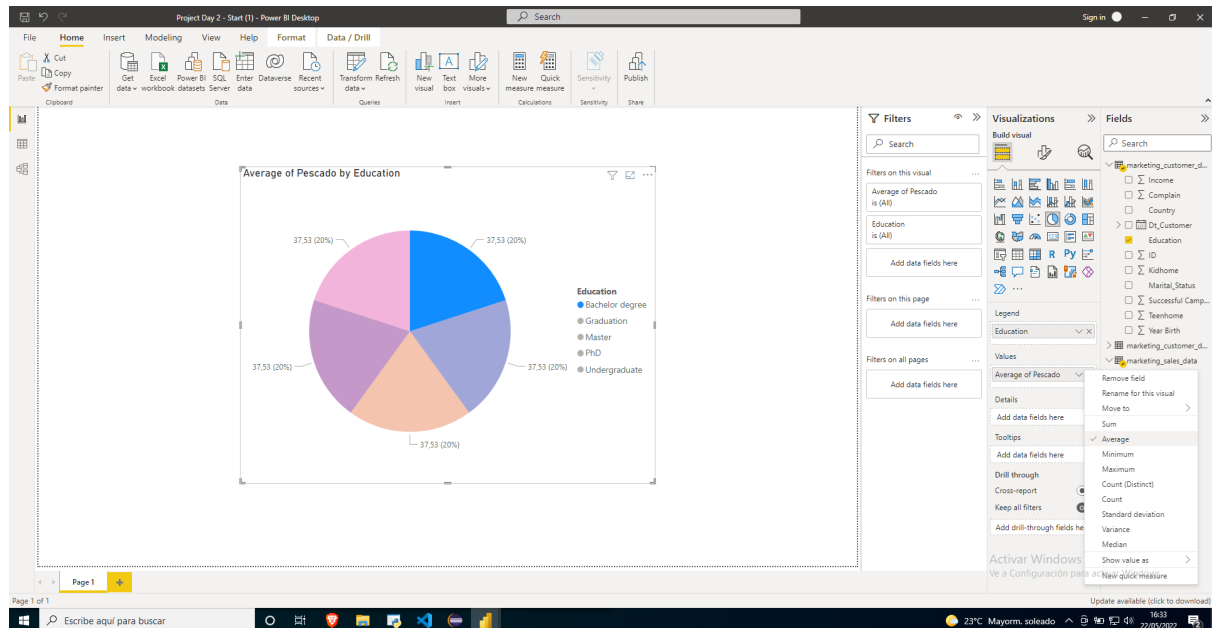 Project Day 2 - Start (1) - Power BI Desktop
Search
Sign in
File Home Insert Modeling View Help Format Data / Drill
Paste
Cut
Copy
Format painter
Get data
Excel workbook
Power BI datasets
SQL Server
Enter data
Dataverse
Recent sources
Transform data
Refresh
New visual
Text box
More visuals
New measure
Quick measure
Sensitivity
Publish
Clipboard Data Queries Insert Calculations Sensitivity Share
Average of Pescado by Education
37,53 (20%)
37,53 (20%)
37,53 (20%)
37,53 (20%)
37,53 (20%)
Education
Bachelor degree
Graduation
Master
PhD
Undergraduate
Filters
Search
Filters on this visual
Average of Pescado
is (All)
Education
is (All)
Add data fields here
Filters on this page
Add data fields here
Filters on all pages
Add data fields here
Visualizations
Build visual
R Py
Legend
Education
Values
Average of Pescado
Details
Add data fields here
Tooltips
Add data fields here
Drill through
Cross-report
Keep all filters
Add drill-through fields he
Fields
Search
marketing_customer_d...
Income
Complain
Country
Dt_Customer
Education
ID
Kidhome
Marital_Status
Successful Camp...
Teenhome
Year Birth
marketing_customer_d...
marketing_sales_data
Remove field
Rename for this visual
Move to
Sum
Average
Minimum
Maximum
Count (Distinct)
Count
Standard deviation
Variance
Median
Show value as
New quick measure
Activar Windows
Ve a Configuración para
Page 1
Page 1 of 1
Update available (click to download)
Escribe aquí para buscar
23°C Mayorm. soleado
16:33
22/05/2022